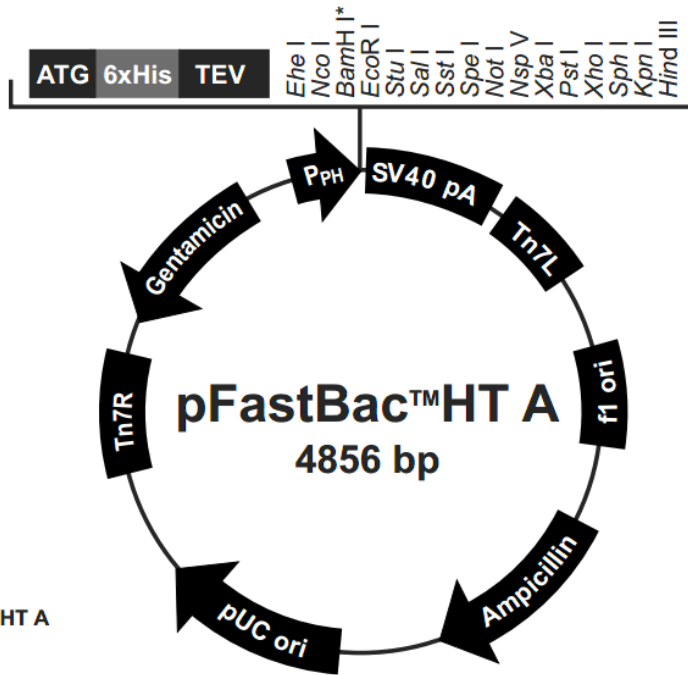 ATG 6xHis TEV
Ehe I
Nco I
BamH I*
EcoR I
Stu I
Sal I
Sst I
Spe I
Not I
Nsp V
Xba I
Pst I
Xho I
Sph I
Kpn I
Hind III
PPH
SV40 pA
Tn7L
Gentamicin
f1 ori
Tn7R
pFastBac™HT A
4856 bp
Ampicillin
pUC ori
HT A